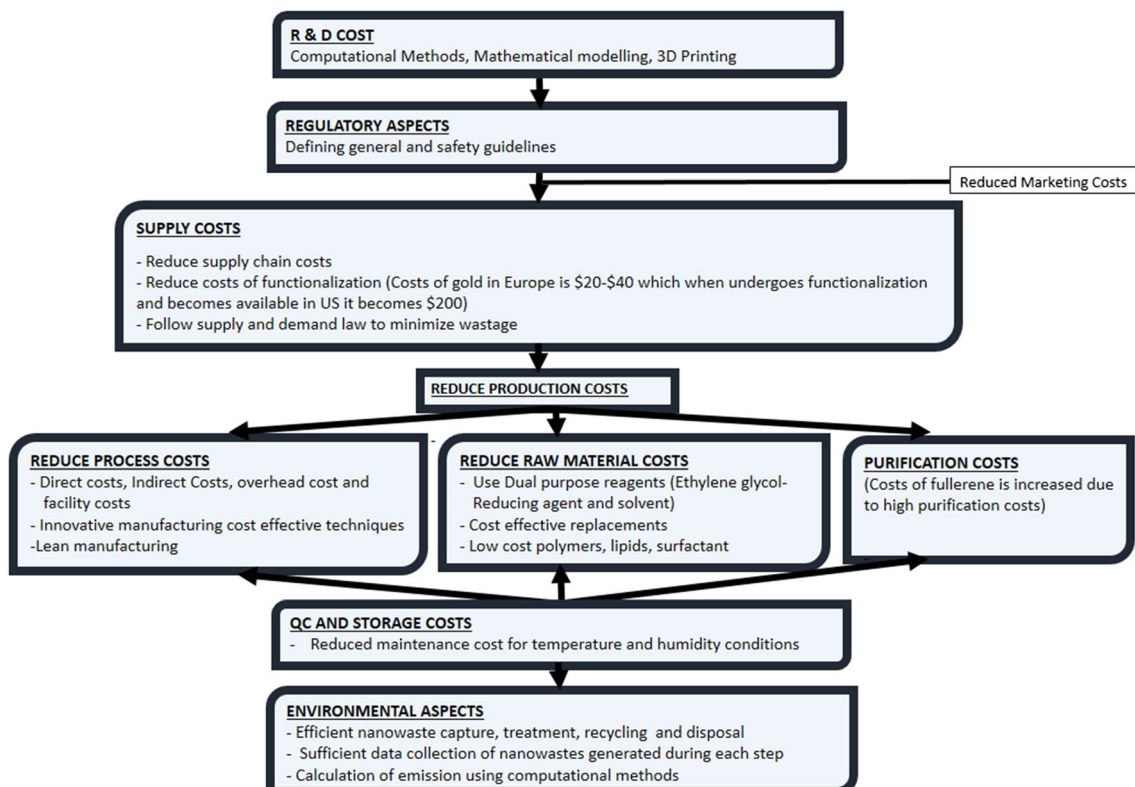 R & D COST
Computational Methods, Mathematical modelling, 3D Printing
REGULATORY ASPECTS
Defining general and safety guidelines
Reduced Marketing Costs
SUPPLY COSTS
- Reduce supply chain costs
- Reduce costs of functionalization (Costs of gold in Europe is $20-$40 which when undergoes functionalization
and becomes available in US it becomes $200)
- Follow supply and demand law to minimize wastage
REDUCE PRODUCTION COSTS
REDUCE PROCESS COSTS
- Direct costs, Indirect Costs, overhead cost and
facility costs
- Innovative manufacturing cost effective techniques
-Lean manufacturing
-
REDUCE RAW MATERIAL COSTS
- Use Dual purpose reagents (Ethylene glycol-
Reducing agent and solvent)
- Cost effective replacements
- Low cost polymers, lipids, surfactant
PURIFICATION COSTS
(Costs of fullerene is increased due
to high purification costs)
QC AND STORAGE COSTS
- Reduced maintenance cost for temperature and humidity conditions
ENVIRONMENTAL ASPECTS
- Efficient nanowaste capture, treatment, recycling and disposal
- Sufficient data collection of nanowastes generated during each step
- Calculation of emission using computational methods